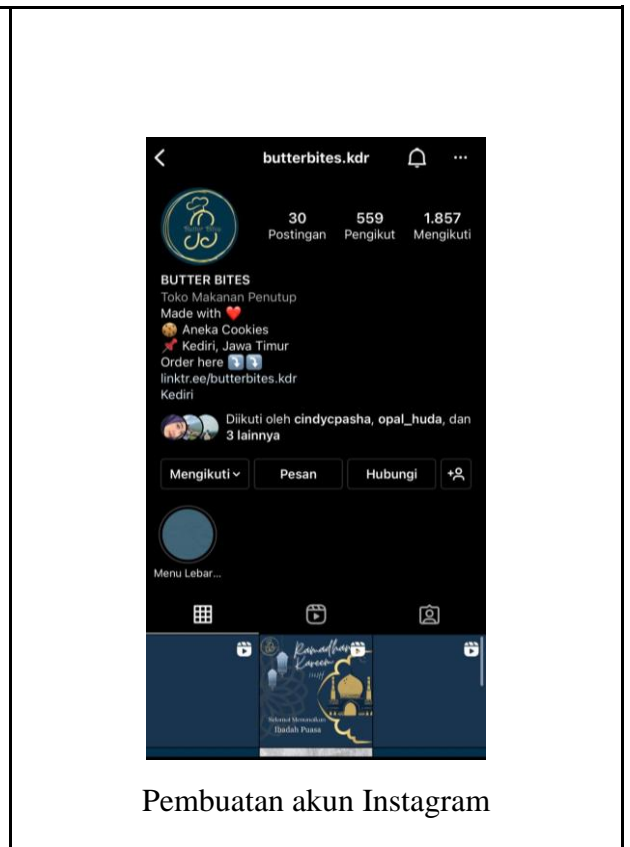 butterbites.kdr
Butter Bites
30 559 1.857
Postingan Pengikut Mengikuti
BUTTER BITES
Toko Makanan Penutup
Made with ❤️
🍪 Aneka Cookies
📌 Kediri, Jawa Timur
Order here ⤵️⤵️
linktr.ee/butterbites.kdr
Kediri
Diikuti oleh cindycpasha, opal_huda, dan
3 lainnya
Mengikuti Pesan Hubungi
Menu Lebar...
Ramadhan
Kareem
Selamat Menunaikan
Ibadah Puasa
Pembuatan akun Instagram